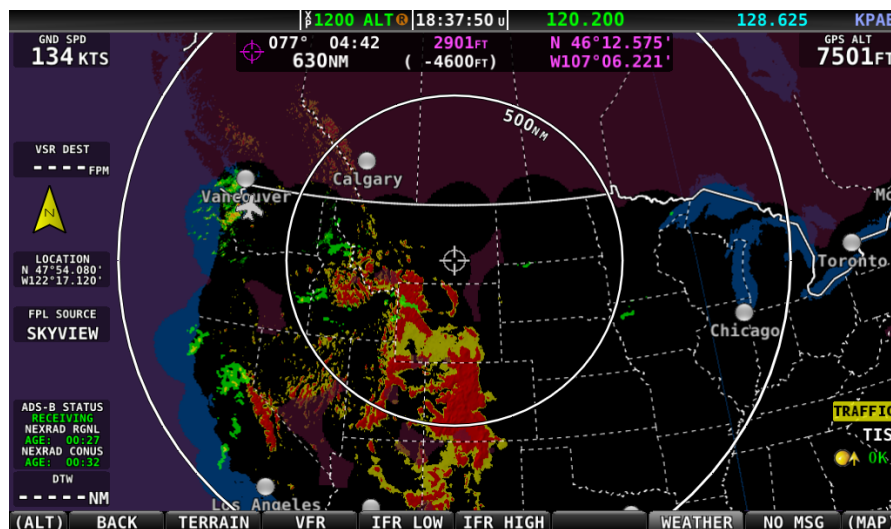 X P 1200 ALT R 18:37:50 U 120.200 128.625 KPAE
GND SPD
134 KTS
077° 04:42 2901FT N 46°12.575'
630NM ( -4600FT) W107°06.221'
GPS ALT
7501FT
500NM
VSR DEST
----FPM
Calgary
Vancouver
N
LOCATION
N 47°54.080'
W122°17.120'
Toronto
FPL SOURCE
SKYVIEW
Chicago
ADS-B STATUS
RECEIVING
NEXRAD RGNL
AGE: 00:27
NEXRAD CONUS
AGE: 00:32
TRAFFIC
TIS
OK
DTW
-----NM
Los Angeles
(ALT) BACK TERRAIN VFR IFR LOW IFR HIGH WEATHER NO MSG (MAP